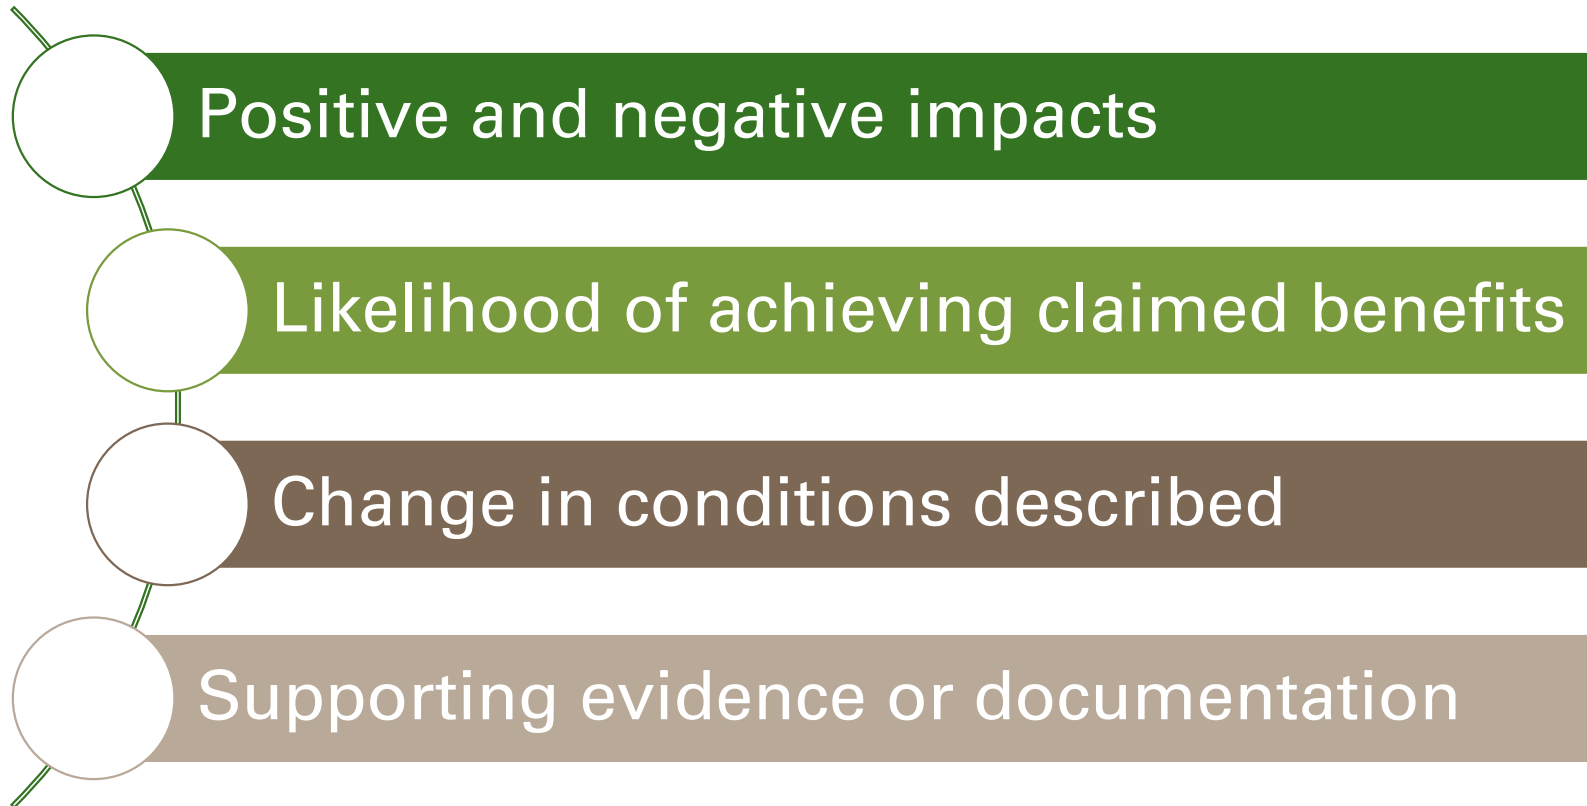 Positive and negative impacts
Likelihood of achieving claimed benefits
Change in conditions described
Supporting evidence or documentation